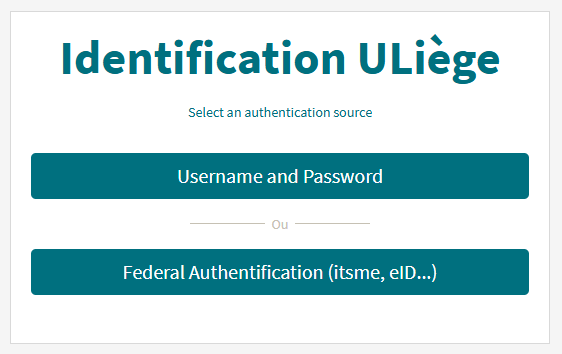 Identification ULiège
Select an authentication source
Username and Password
Ou
Federal Authentification (itsme, eID...)